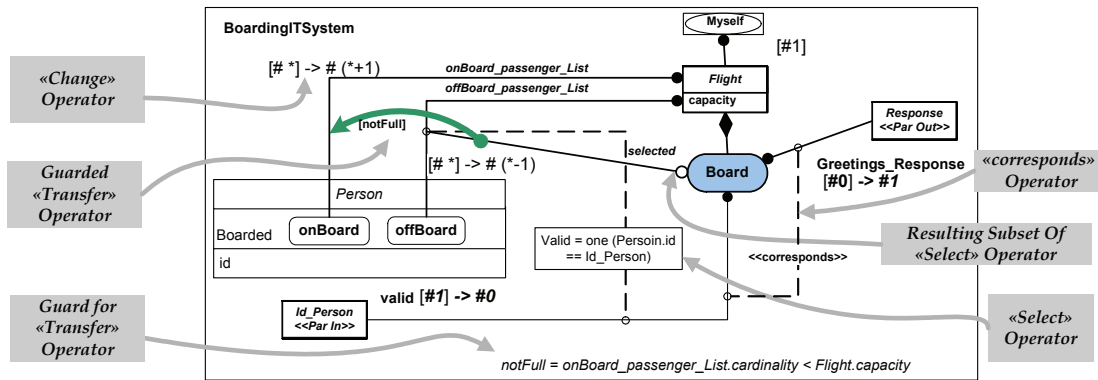 BoardingITSystem
Myself
[#1]
«Change»
Operator
[# *] -> # (*+1)
onBoard_passenger_List
Flight
offBoard_passenger_List
capacity
Response
<<Par Out>>
[notFull]
selected
Board
Greetings_Response
[#0] -> #1
«corresponds»
Operator
Guarded
«Transfer»
Operator
[# *] -> # (*-1)
Person
Boarded
onBoard
offBoard
id
Valid = one (Persoin.id
== Id_Person)
<<corresponds>>
Resulting Subset Of
«Select» Operator
Guard for
«Transfer»
Operator
valid [#1] -> #0
Id_Person
<<Par In>>
«Select»
Operator
notFull = onBoard_passenger_List.cardinality < Flight.capacity